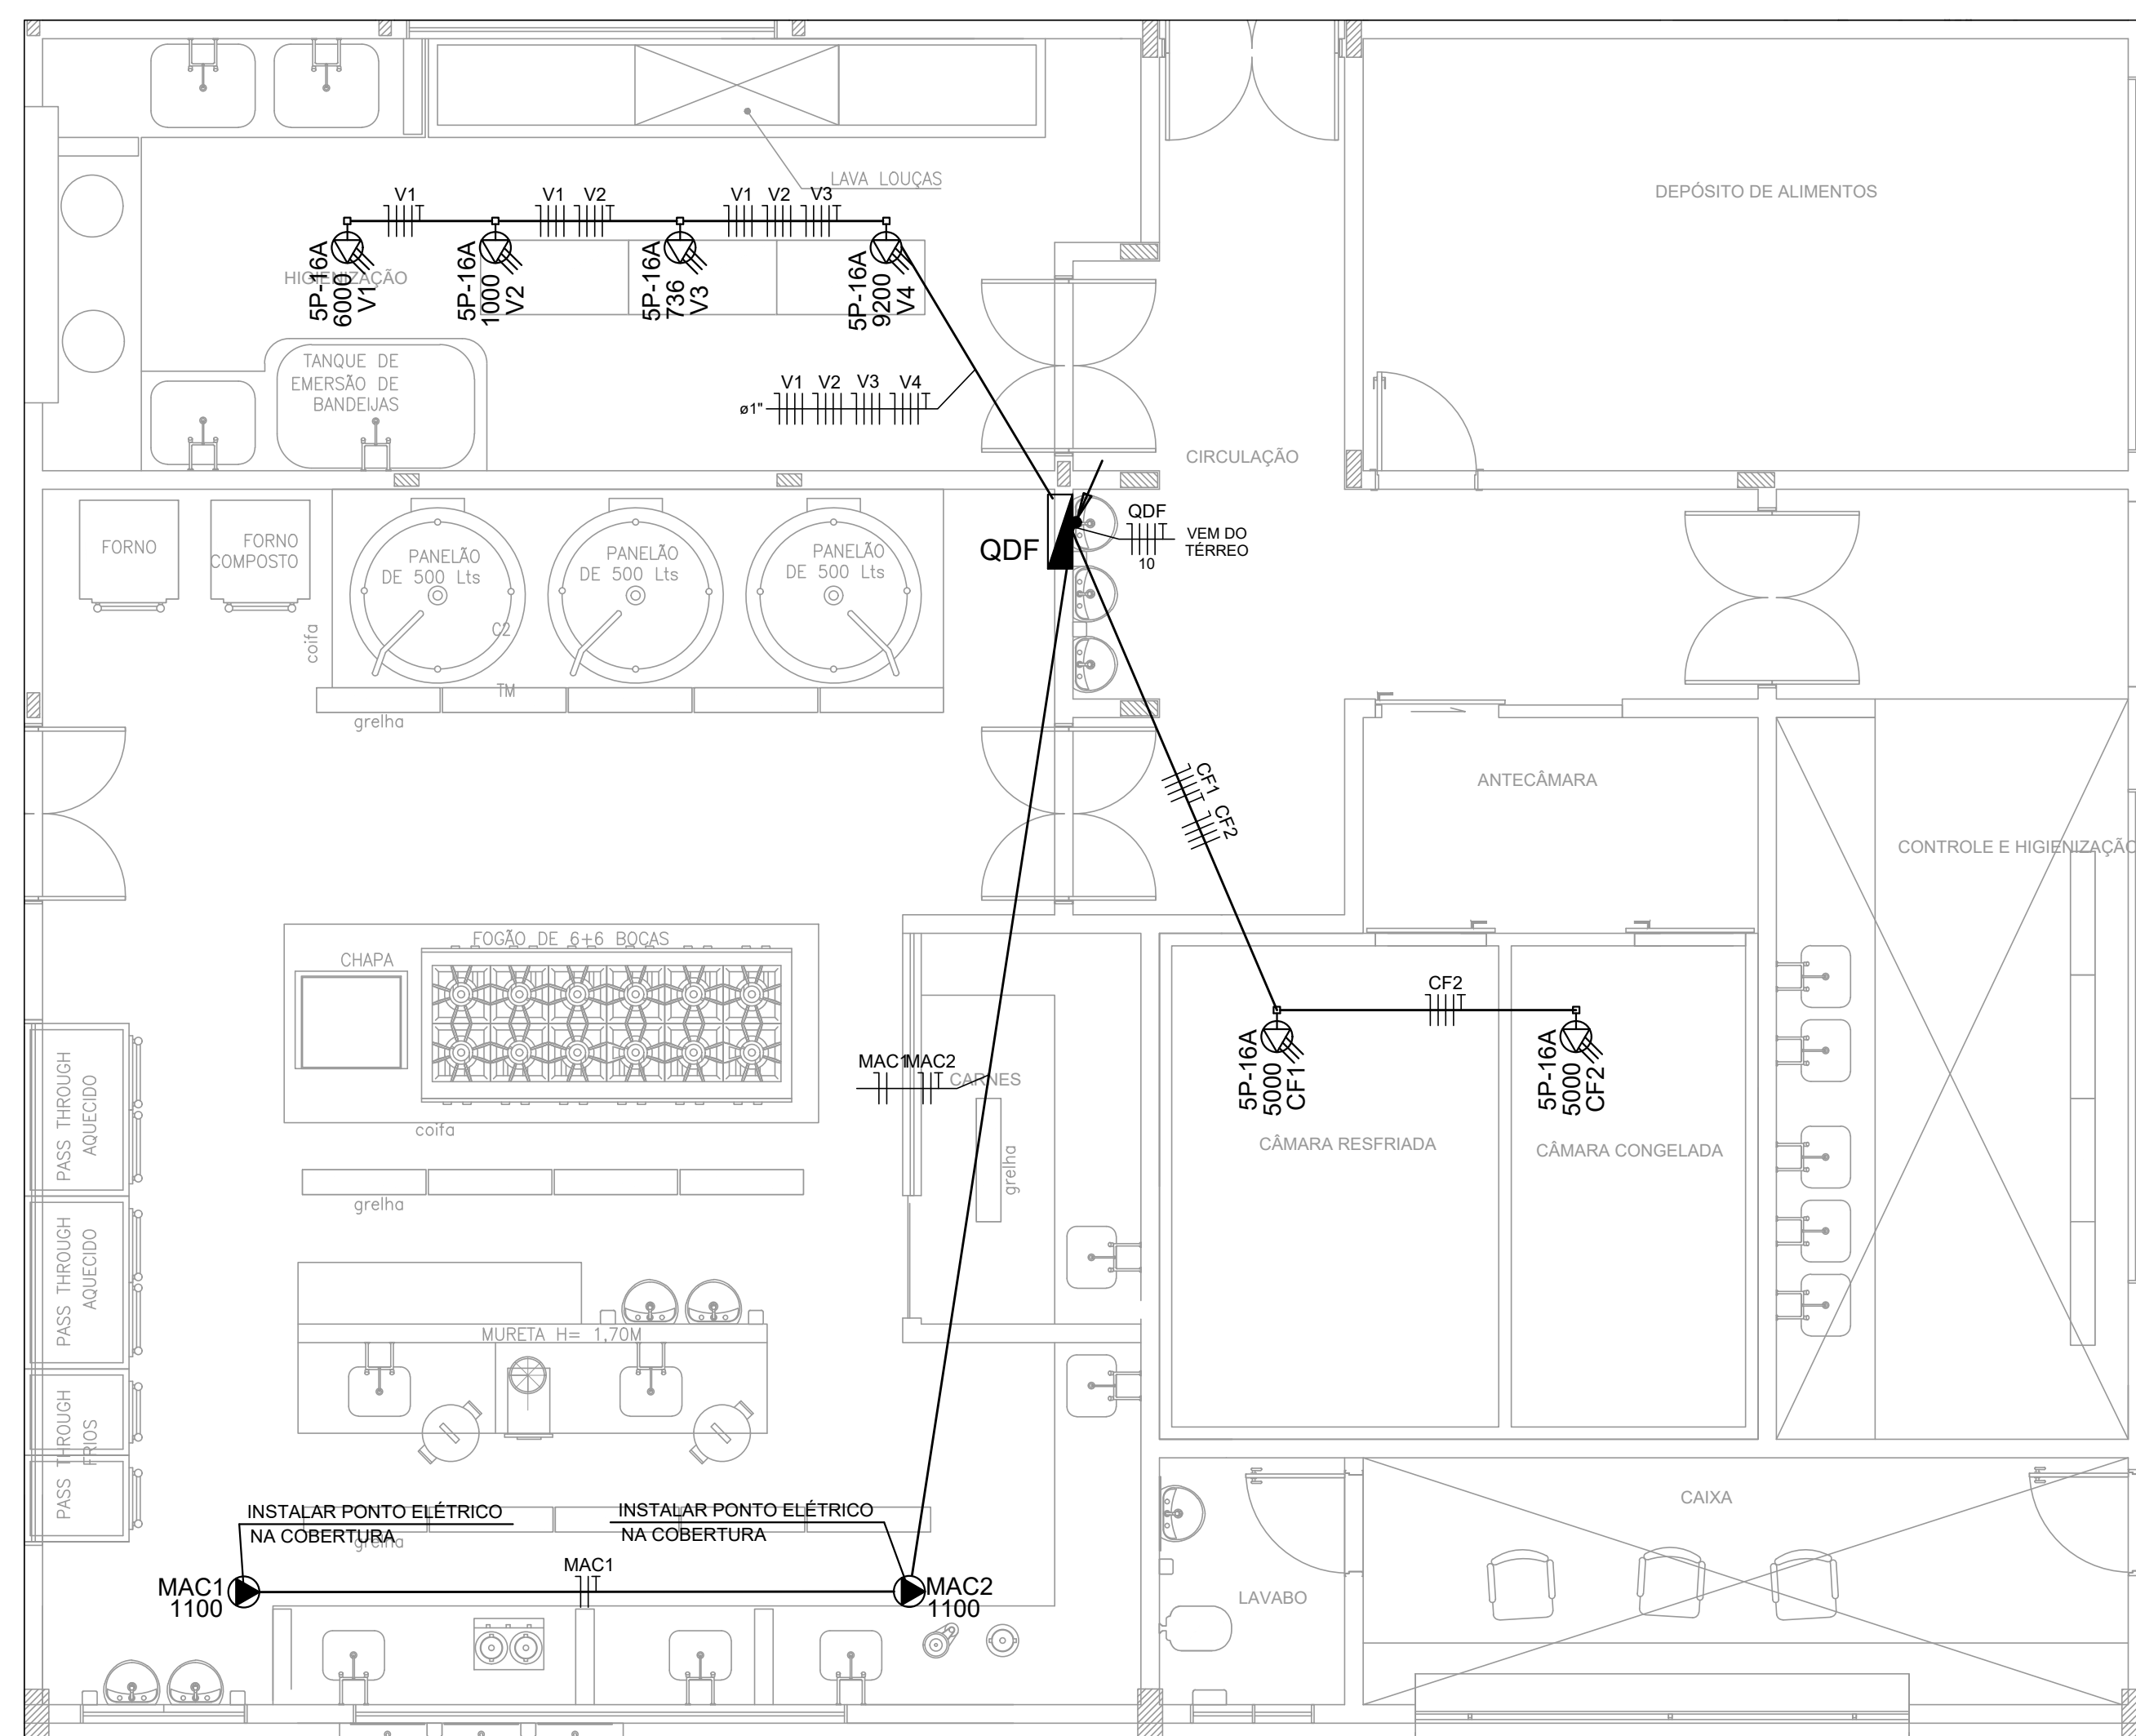 LAVA LOUÇAS
DEPÓSITO DE ALIMENTOS
V1
V1 V2
V1 V2 V3
5P-16A
6000
V1
5P-16A
1000
V2
5P-16A
736
V3
5P-16A
9200
V4
HIGIENIZAÇÃO
TANQUE DE
EMERSÃO DE
BANDEIJAS
V1 V2 V3 V4
ø1"
CIRCULAÇÃO
FORNO
FORNO
COMPOSTO
PANELÃO
DE 500 Lts
PANELÃO
DE 500 Lts
PANELÃO
DE 500 Lts
QDF
QDF
10
VEM DO
TÉRREO
coifa
C2
TM
grelha
CF1
CF2
ANTECÂMARA
CONTROLE E HIGIENIZAÇÃO
FOGÃO DE 6+6 BOCAS
CHAPA
coifa
grelha
MAC1
MAC2
CARNES
grelha
CF2
5P-16A
5000
CF1
5P-16A
5000
CF2
CÂMARA RESFRIADA
CÂMARA CONGELADA
PASS THROUGH
AQUECIDO
PASS THROUGH
AQUECIDO
PASS THROUGH
FRIOS
PASS
MURETA H= 1,70M
INSTALAR PONTO ELÉTRICO
NA COBERTURA
INSTALAR PONTO ELÉTRICO
NA COBERTURA
grelha
MAC1
1100
MAC1
MAC2
1100
LAVABO
CAIXA